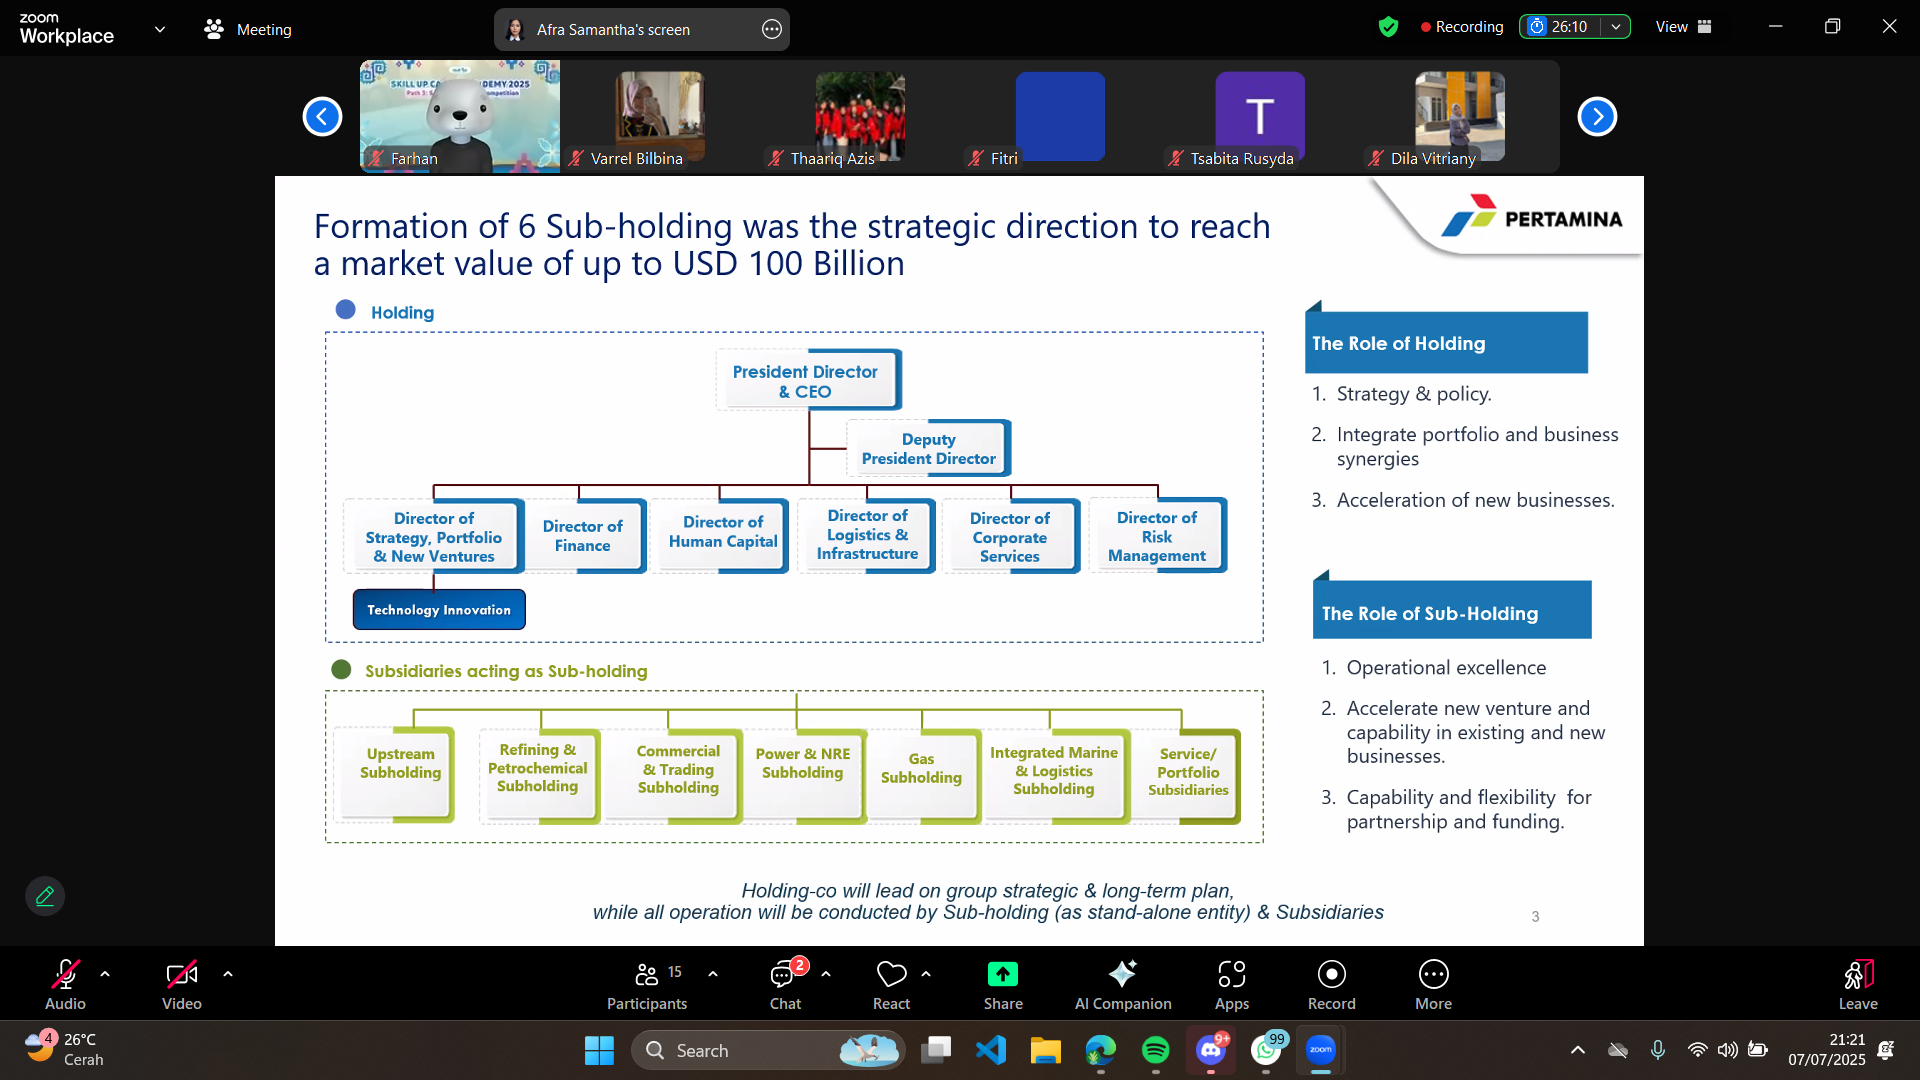 zoom
Workplace
Meeting
Afra Samantha's screen
Recording
26:10
View
SKILL UP
DEMY 2025
Farhan
Varrel Bilbina
Thaariq Azis
Fitri
T
Tsabita Rusyda
Dila Vitriany
Formation of 6 Sub-holding was the strategic direction to reach
a market value of up to USD 100 Billion
PERTAMINA
Holding
President Director
& CEO
Deputy
President Director
Director of
Strategy, Portfolio
& New Ventures
Director of
Finance
Director of
Human Capital
Director of
Logistics &
Infrastructure
Director of
Corporate
Services
Director of
Risk
Management
Technology Innovation
Subsidiaries acting as Sub-holding
Upstream
Subholding
Refining &
Petrochemical
Subholding
Commercial
& Trading
Subholding
Power & NRE
Subholding
Gas
Subholding
Integrated Marine
& Logistics
Subholding
Service/
Portfolio
Subsidiaries
The Role of Holding
1. Strategy & policy.
2. Integrate portfolio and business
synergies
3. Acceleration of new businesses.
The Role of Sub-Holding
1. Operational excellence
2. Accelerate new venture and
capability in existing and new
businesses.
3. Capability and flexibility for
partnership and funding.
Holding-co will lead on group strategic & long-term plan,
while all operation will be conducted by Sub-holding (as stand-alone entity) & Subsidiaries
3
Audio
Video
15
Participants
2
Chat
React
Share
AI Companion
Apps
Record
More
Leave
4
26°C
Cerah
Search
9+
99
zoom
21:21
07/07/2025